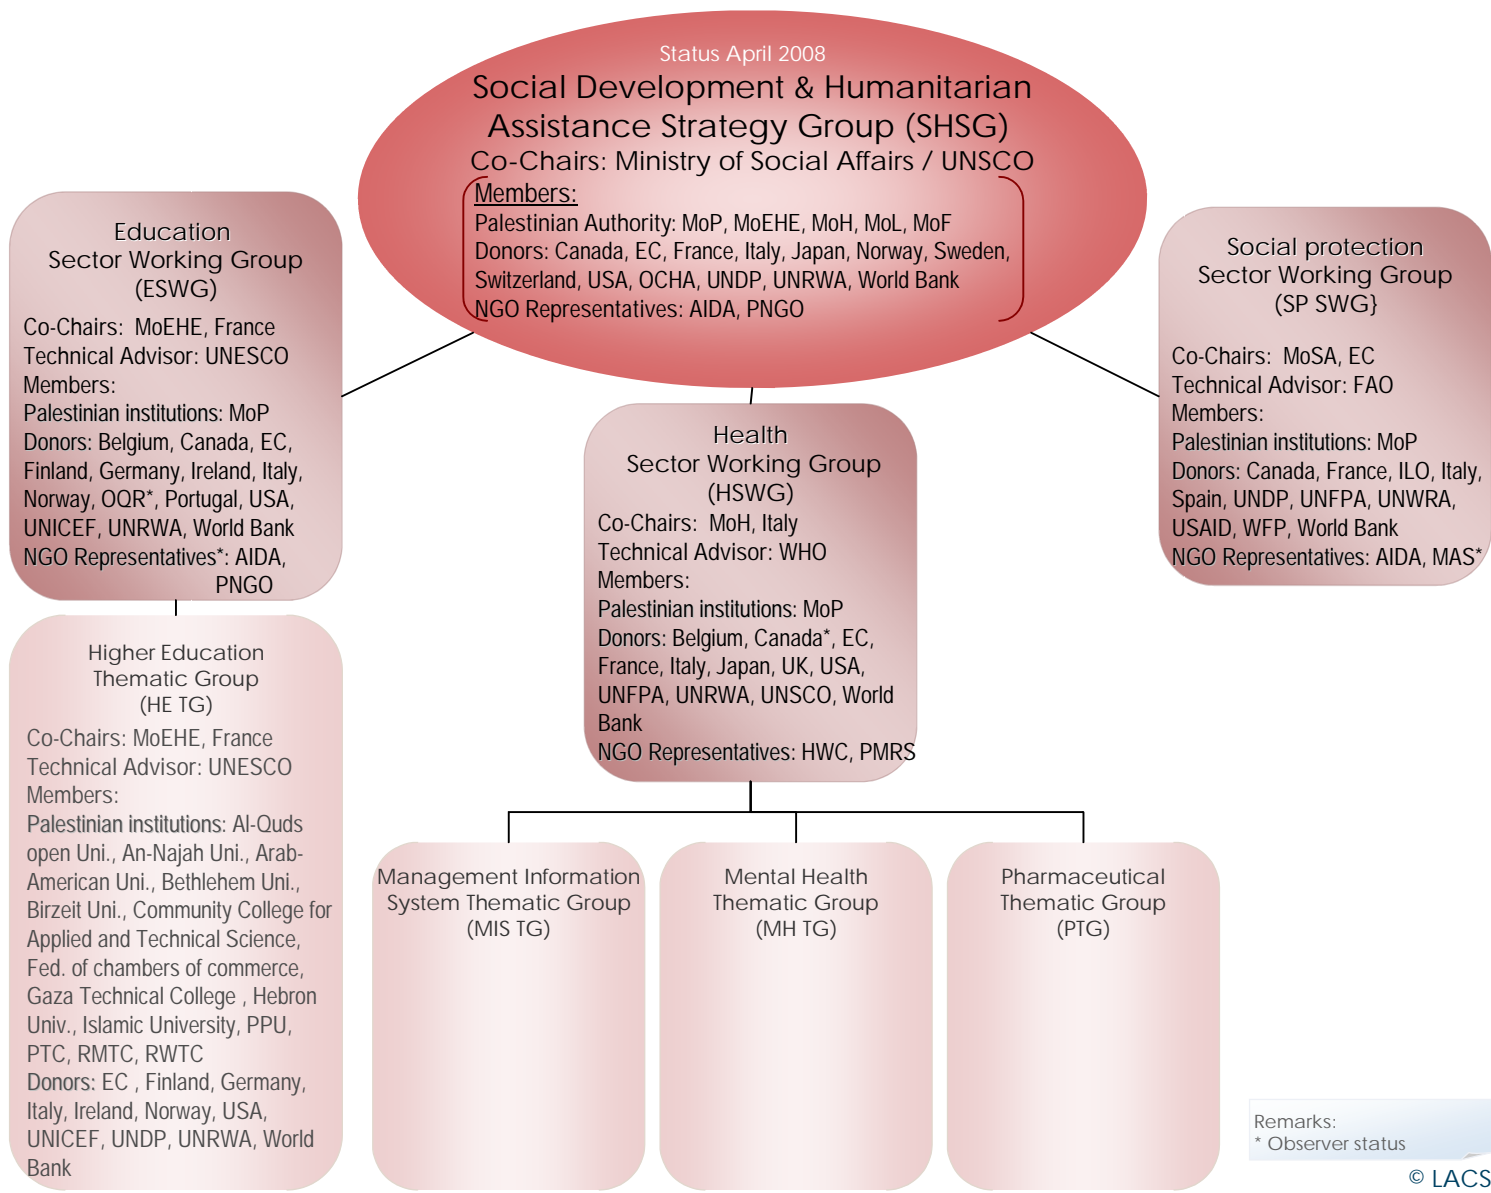 Status April 2008
Social Development & Humanitarian
Assistance Strategy Group (SHSG)
Co-Chairs: Ministry of Social Affairs / UNSCO
Members:
Palestinian Authority: MoP, MoEHE, MoH, MoL, MoF
Donors: Canada, EC, France, Italy, Japan, Norway, Sweden,
Switzerland, USA, OCHA, UNDP, UNRWA, World Bank
NGO Representatives: AIDA, PNGO
Education
Sector Working Group
(ESWG)
Co-Chairs:  MoEHE, France
Technical Advisor: UNESCO
Members:
Palestinian institutions: MoP
Donors: Belgium, Canada, EC,
Finland, Germany, Ireland, Italy,
Norway, OQR*, Portugal, USA,
UNICEF, UNRWA, World Bank
NGO Representatives*: AIDA,
PNGO
Health
Sector Working Group
(HSWG)
Co-Chairs:  MoH, Italy
Technical Advisor: WHO
Members:
Palestinian institutions: MoP
Donors: Belgium, Canada*, EC,
France, Italy, Japan, UK, USA,
UNFPA, UNRWA, UNSCO, World
Bank
NGO Representatives: HWC, PMRS
Social protection
Sector Working Group
(SP SWG}
Co-Chairs:  MoSA, EC
Technical Advisor: FAO
Members:
Palestinian institutions: MoP
Donors: Canada, France, ILO, Italy,
Spain, UNDP, UNFPA, UNWRA,
USAID, WFP, World Bank
NGO Representatives: AIDA, MAS*
Higher Education
Thematic Group
(HE TG)
Co-Chairs: MoEHE, France
Technical Advisor: UNESCO
Members:
Palestinian institutions: Al-Quds
open Uni., An-Najah Uni., Arab-
American Uni., Bethlehem Uni.,
Birzeit Uni., Community College for
Applied and Technical Science,
Fed. of chambers of commerce,
Gaza Technical College , Hebron
Univ., Islamic University, PPU,
PTC, RMTC, RWTC
Donors: EC , Finland, Germany,
Italy, Ireland, Norway, USA,
UNICEF, UNDP, UNRWA, World
Bank
Management Information
System Thematic Group
(MIS TG)
Mental Health
Thematic Group
(MH TG)
Pharmaceutical
Thematic Group
(PTG)
Remarks:
* Observer status
© LACS